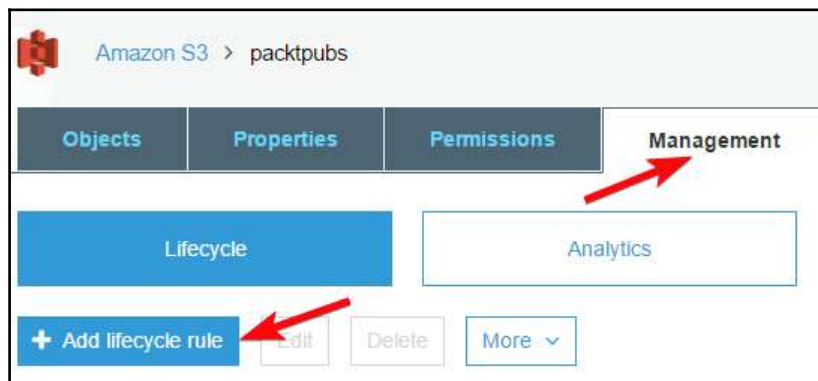 Amazon S3 > packtpubs
Objects Properties Permissions Management
Lifecycle Analytics
+ Add lifecycle rule Edit Delete More